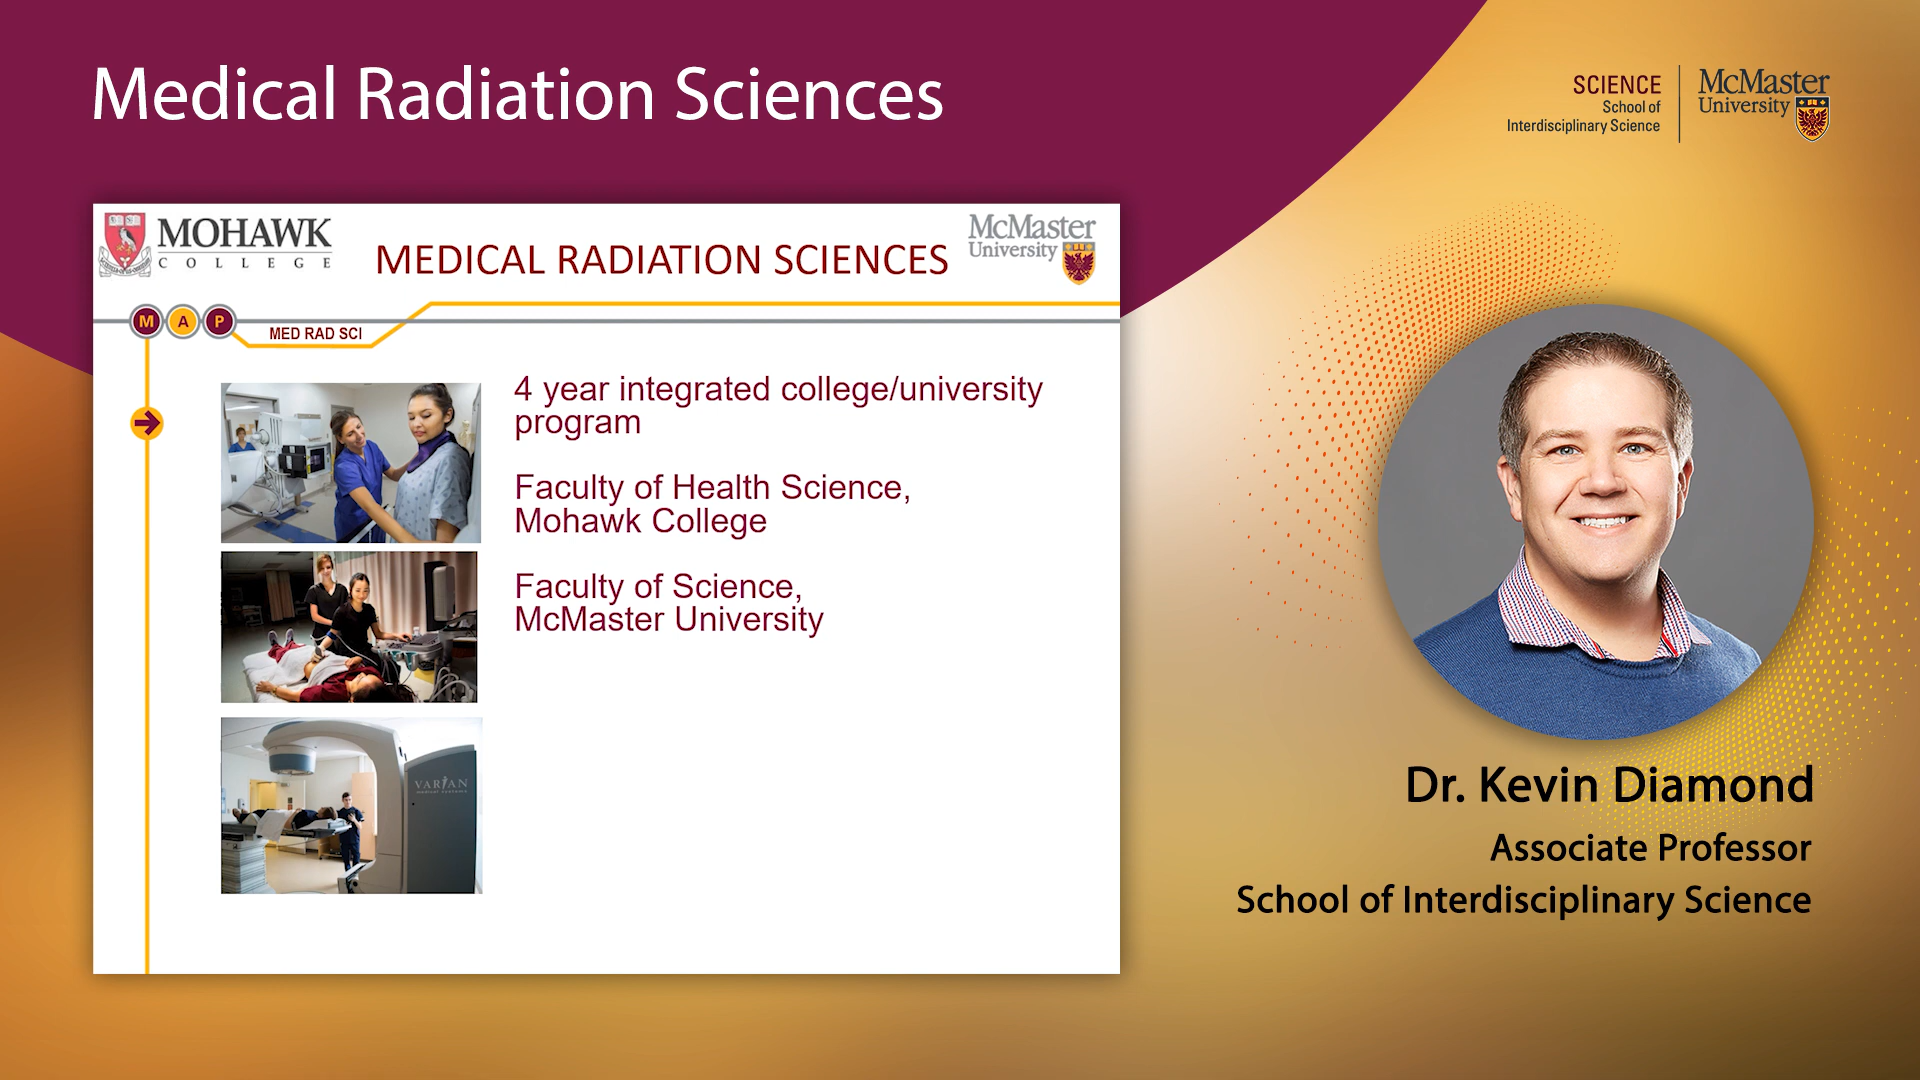 Medical Radiation Sciences
SCIENCE
School of
Interdisciplinary Science
McMaster
University
MOHAWK
COLLEGE
MEDICAL RADIATION SCIENCES
McMaster
University
M A P
MED RAD SCI
4 year integrated college/university
program
Faculty of Health Science,
Mohawk College
Faculty of Science,
McMaster University
VARIAN
Dr. Kevin Diamond
Associate Professor
School of Interdisciplinary Science